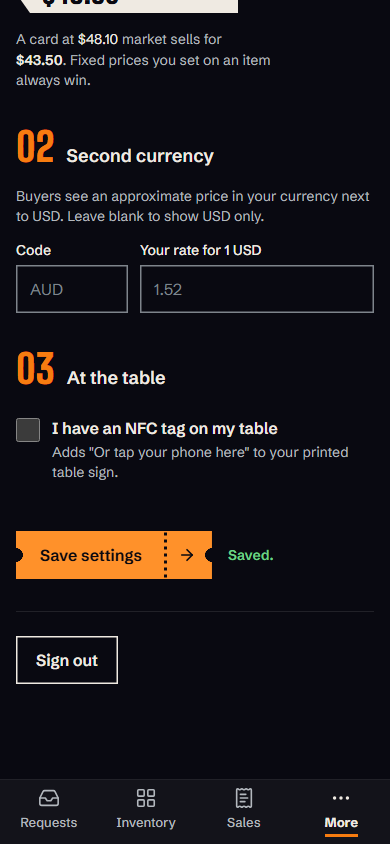 A card at $48.10 market sells for
$43.50. Fixed prices you set on an item
always win.
02 Second currency
Buyers see an approximate price in your currency next
to USD. Leave blank to show USD only.
Code
Your rate for 1 USD
AUD
1.52
03 At the table
I have an NFC tag on my table
Adds "Or tap your phone here" to your printed
table sign.
Save settings
Saved.
Sign out
Requests
Inventory
Sales
More